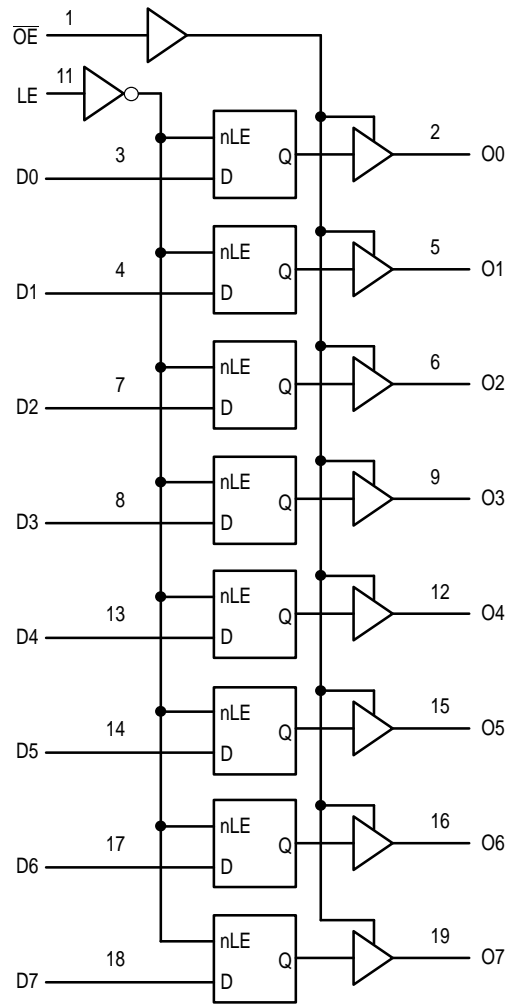 OE 1
LE 11
nLE
D0 3 D Q 2 O0
nLE
D1 4 D Q 5 O1
nLE
D2 7 D Q 6 O2
nLE
D3 8 D Q 9 O3
nLE
D4 13 D Q 12 O4
nLE
D5 14 D Q 15 O5
nLE
D6 17 D Q 16 O6
nLE
D7 18 D Q 19 O7